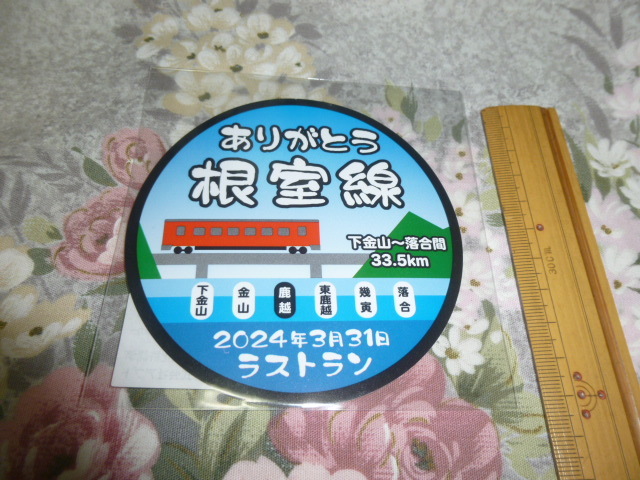 ありがとう
根室線
下金山～落合間
33.5km
下金山
金山
鹿越
東鹿越
幾寅
落合
2024年3月31日
ラストラン
30CM